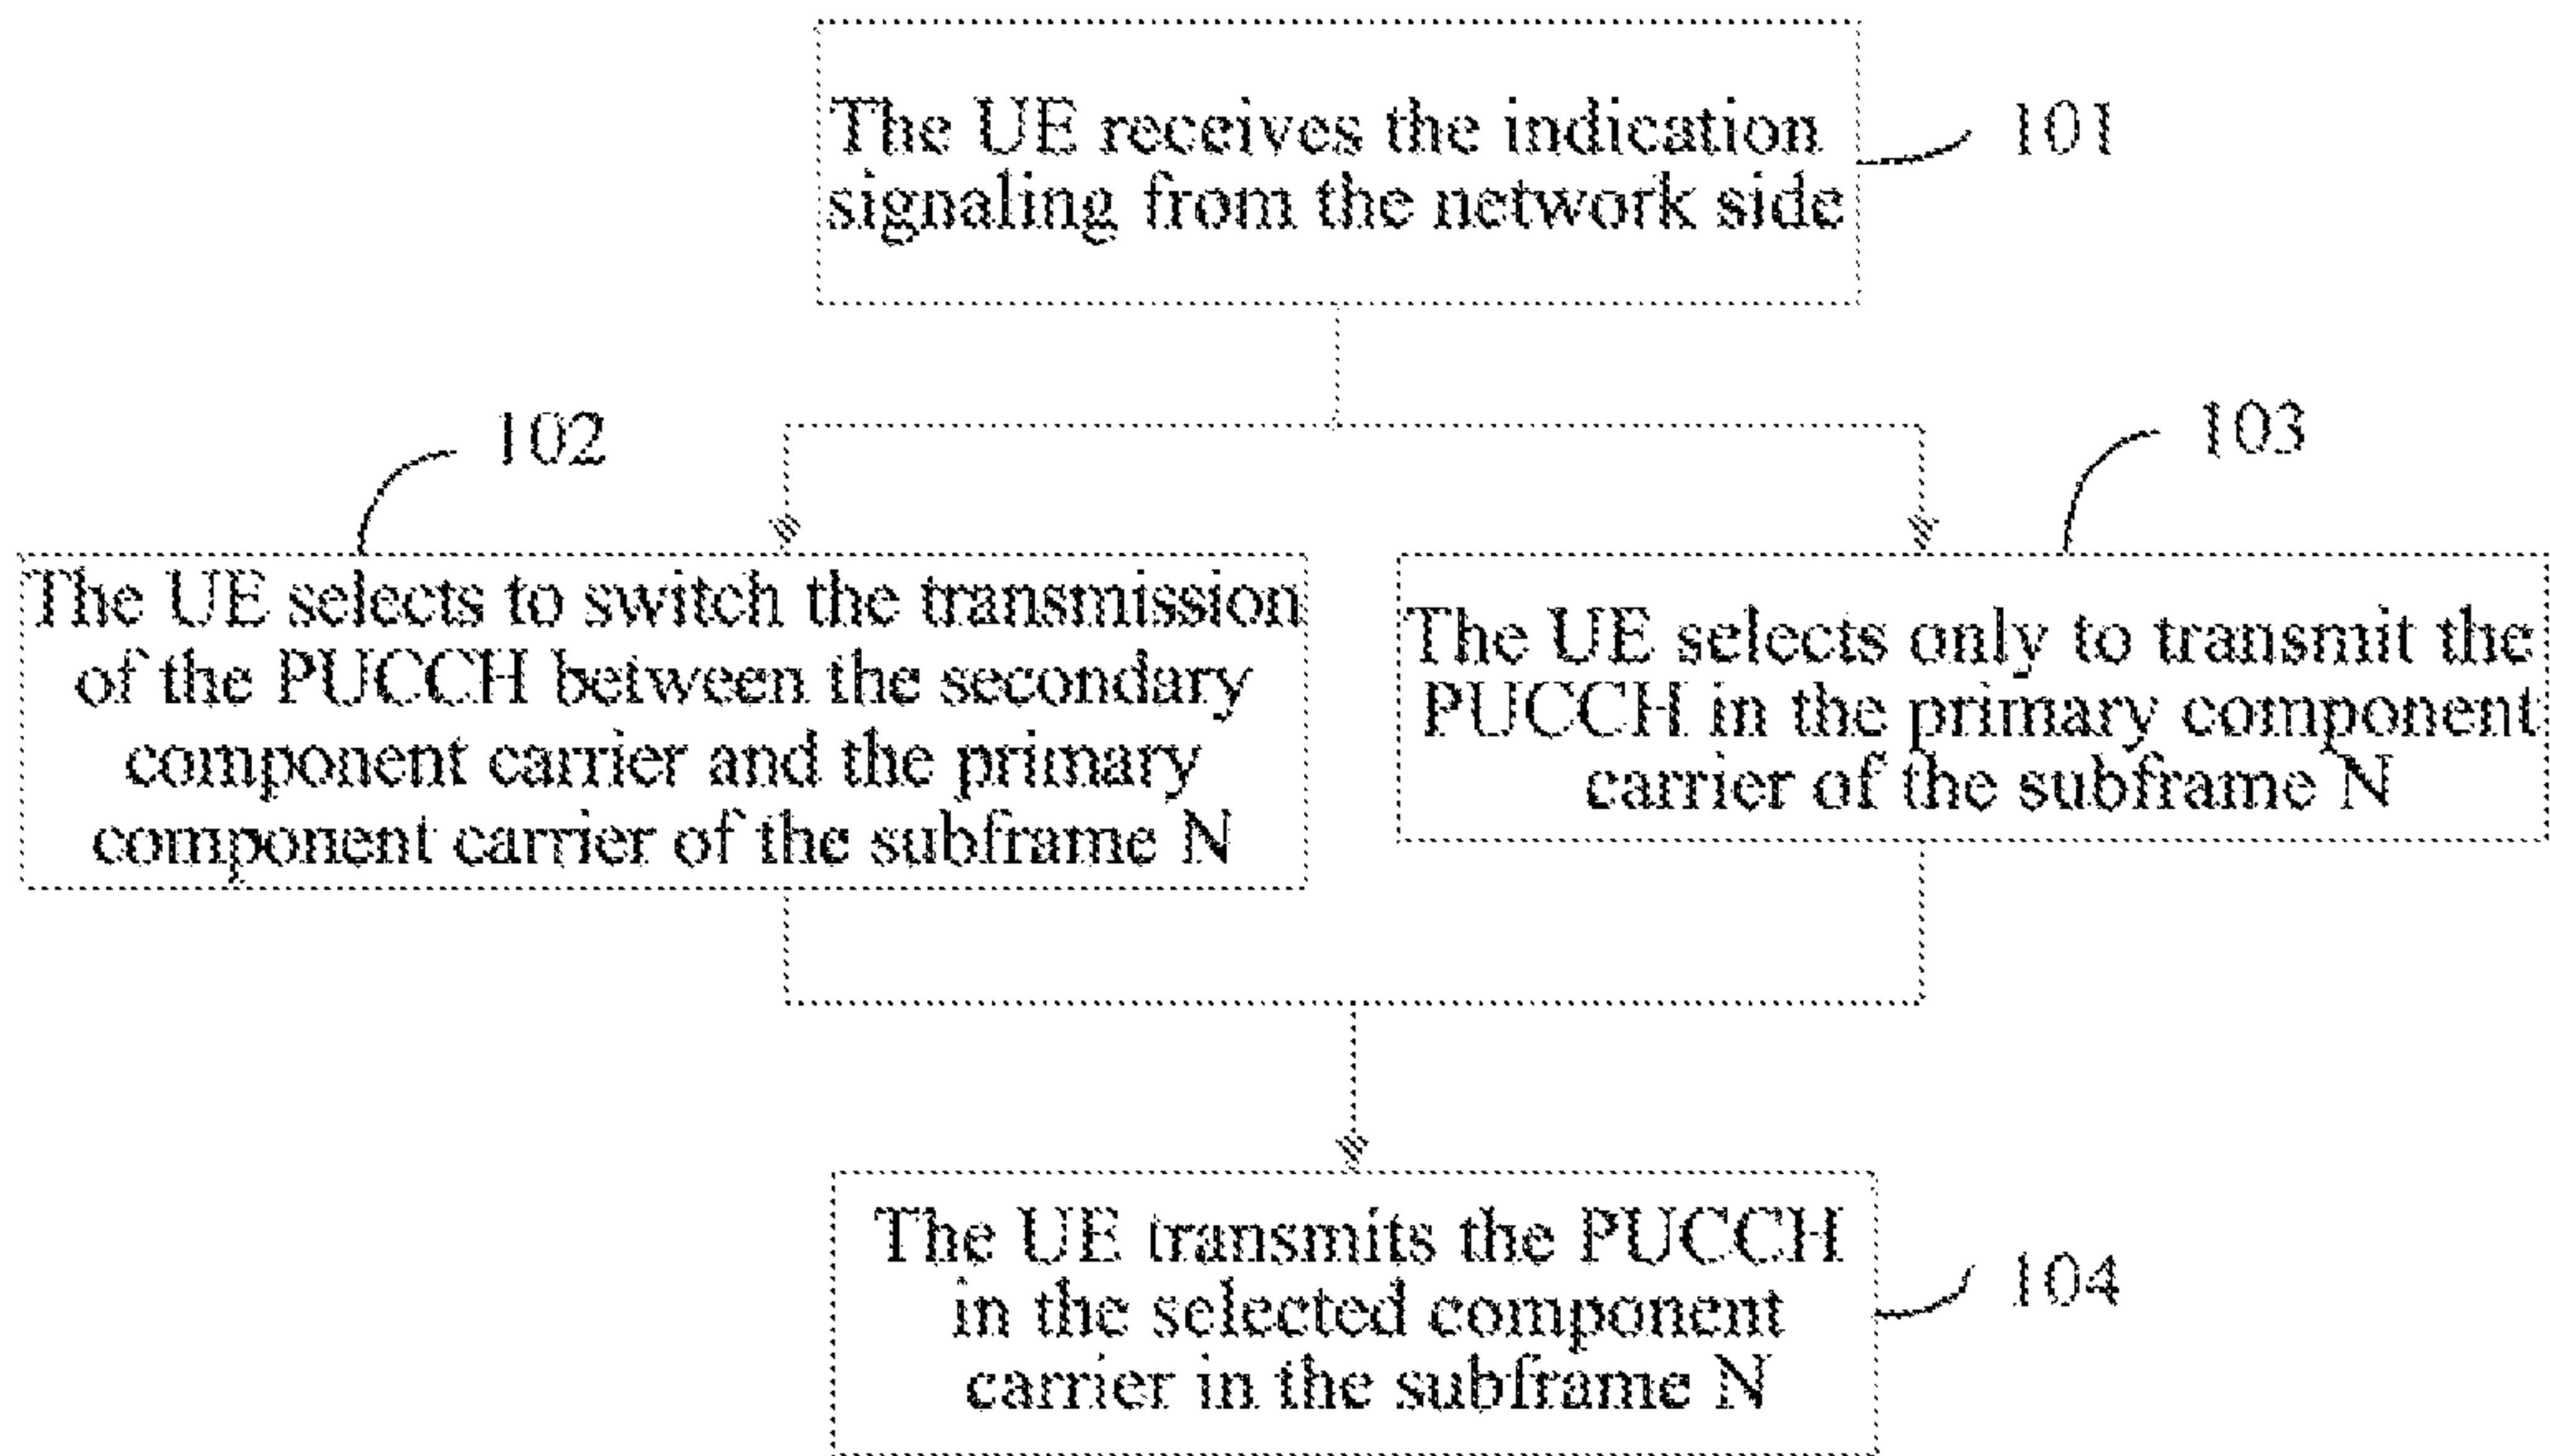 The UE receives the indication
signaling from the network side
101
102
103
The UE selects to switch the transmission
of the PUCCH between the secondary
component carrier and the primary
component carrier of the subframe N
The UE selects only to transmit the
PUCCH in the primary component
carrier of the subframe N
The UE transmits the PUCCH
in the selected component
carrier in the subframe N
104